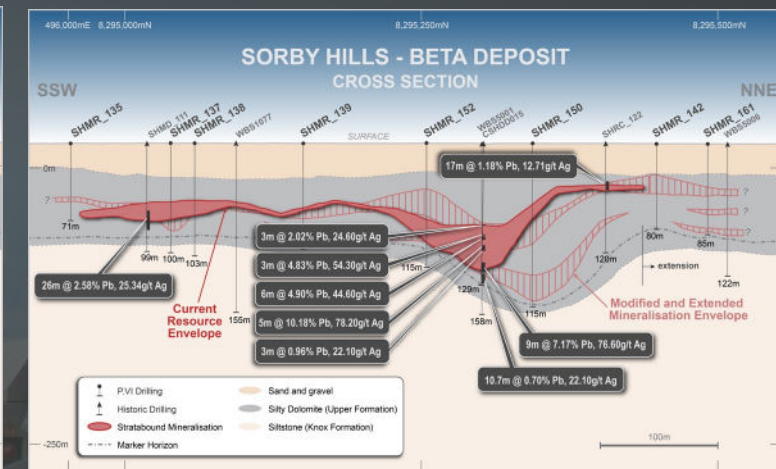 496,000mE
8,295,000mN
8,295,250mN
8,295,500mN
SORBY HILLS - BETA DEPOSIT
CROSS SECTION
SSW
NNE
SHMR_135
SHMD_111
SHMR_137
SHMR_138
WBS1077
SHMR_139
SHMR_152
WBS5001
CSHDD015
SHMR_150
SHRC_122
SHMR_142
SHMR_161
WBS5006
SURFACE
0m
17m @ 1.18% Pb, 12.71g/t Ag
?
?
?
?
71m
99m
100m
103m
155m
115m
129m
158m
115m
120m
80m
85m
122m
extension
3m @ 2.02% Pb, 24.60g/t Ag
3m @ 4.83% Pb, 54.30g/t Ag
6m @ 4.90% Pb, 44.60g/t Ag
5m @ 10.18% Pb, 78.20g/t Ag
3m @ 0.96% Pb, 22.10g/t Ag
26m @ 2.58% Pb, 25.34g/t Ag
Current
Resource
Envelope
Modified and Extended
Mineralisation Envelope
9m @ 7.17% Pb, 76.60g/t Ag
10.7m @ 0.70% Pb, 22.10g/t Ag
P.VI Drilling
Historic Drilling
Stratabound Mineralisation
Marker Horizon
Sand and gravel
Silty Dolomite (Upper Formation)
Siltstone (Knox Formation)
-250m
100m